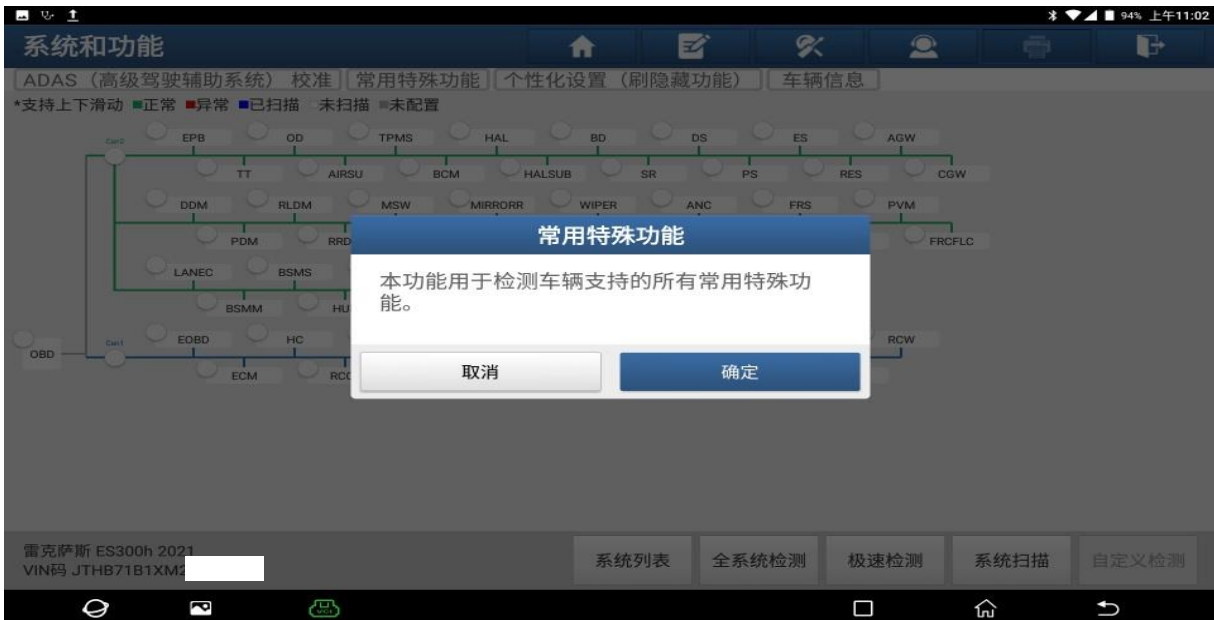 94% 上午11:02
系统和功能
ADAS（高级驾驶辅助系统） 校准 常用特殊功能 个性化设置（刷隐藏功能） 车辆信息
*支持上下滑动 正常 异常 已扫描 未扫描 未配置
Can2 EPB OD TPMS HAL BD DS ES AGW
TT AIRSU BCM HALSUB SR PS RES CGW
DDM RLDM MSW MIRRORR WIPER ANC FRS PVM
PDM RRD FRCFLC
常用特殊功能
LANEC BSMS
本功能用于检测车辆支持的所有常用特殊功
能。
BSMM HU
OBD Can1 EOBD HC RCW
ECM RCC
取消 确定
雷克萨斯 ES300h 2021
VIN码 JTHB71B1XM2
系统列表 全系统检测 极速检测 系统扫描 自定义检测